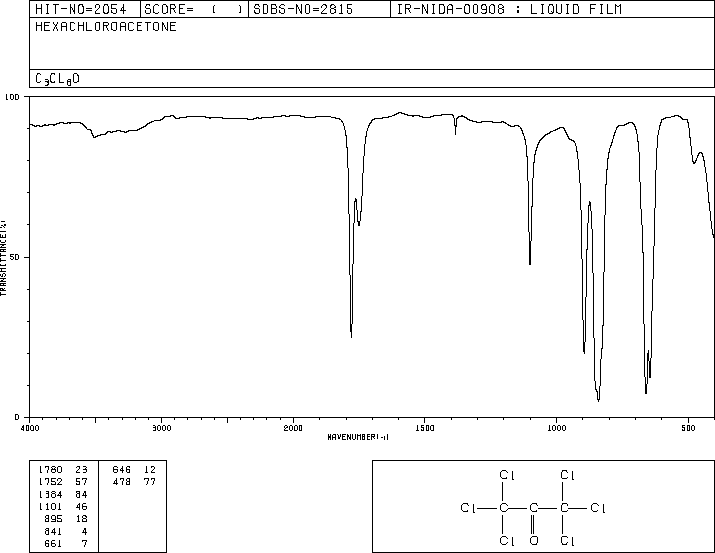 HIT-NO=2054 SCORE= ( ) SDBS-NO=2815 IR-NIDA-00908 : LIQUID FILM
HEXACHLOROACETONE
C3CL6O
100
50
0
TRANSMITTANCE(%)
4000 3000 2000 1500 1000 500
WAVENUMBER(-1)
1780 23 646 12
1752 57 478 77
1384 84
1101 46
895 18
841 4
661 7
Cl Cl
Cl C C C Cl
Cl O Cl